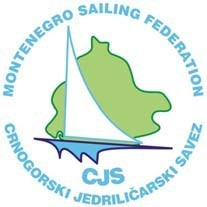 MONTENEGRO SAILING FEDERATION
CJS
CRNOGORSKI JEDRILIČARSKI SAVEZ